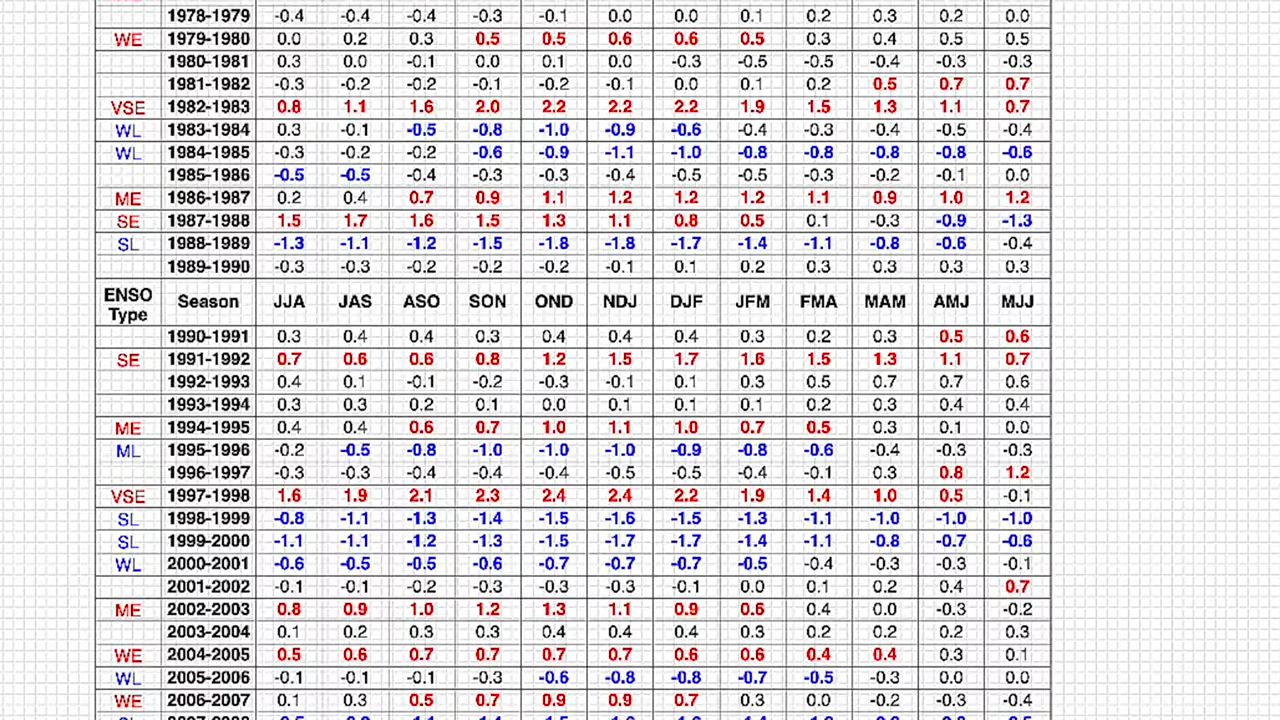 1978-1979 -0.4 -0.4 -0.4 -0.3 -0.1 0.0 0.0 0.1 0.2 0.3 0.2 0.0
WE 1979-1980 0.0 0.2 0.3 0.5 0.5 0.6 0.6 0.5 0.3 0.4 0.5 0.5
1980-1981 0.3 0.0 -0.1 0.0 0.1 0.0 -0.3 -0.5 -0.5 -0.4 -0.3 -0.3
1981-1982 -0.3 -0.2 -0.2 -0.1 -0.2 -0.1 0.0 0.1 0.2 0.5 0.7 0.7
VSE 1982-1983 0.8 1.1 1.6 2.0 2.2 2.2 2.2 1.9 1.5 1.3 1.1 0.7
WL 1983-1984 0.3 -0.1 -0.5 -0.8 -1.0 -0.9 -0.6 -0.4 -0.3 -0.4 -0.5 -0.4
WL 1984-1985 -0.3 -0.2 -0.2 -0.6 -0.9 -1.1 -1.0 -0.8 -0.8 -0.8 -0.8 -0.6
1985-1986 -0.5 -0.5 -0.4 -0.3 -0.3 -0.4 -0.5 -0.5 -0.3 -0.2 -0.1 0.0
ME 1986-1987 0.2 0.4 0.7 0.9 1.1 1.2 1.2 1.2 1.1 0.9 1.0 1.2
SE 1987-1988 1.5 1.7 1.6 1.5 1.3 1.1 0.8 0.5 0.1 -0.3 -0.9 -1.3
SL 1988-1989 -1.3 -1.1 -1.2 -1.5 -1.8 -1.8 -1.7 -1.4 -1.1 -0.8 -0.6 -0.4
1989-1990 -0.3 -0.3 -0.2 -0.2 -0.2 -0.1 0.1 0.2 0.3 0.3 0.3 0.3
ENSO Type Season JJA JAS ASO SON OND NDJ DJF JFM FMA MAM AMJ MJJ
1990-1991 0.3 0.4 0.4 0.3 0.4 0.4 0.4 0.3 0.2 0.3 0.5 0.6
SE 1991-1992 0.7 0.6 0.6 0.8 1.2 1.5 1.7 1.6 1.5 1.3 1.1 0.7
1992-1993 0.4 0.1 -0.1 -0.2 -0.3 -0.1 0.1 0.3 0.5 0.7 0.7 0.6
1993-1994 0.3 0.3 0.2 0.1 0.0 0.1 0.1 0.1 0.2 0.3 0.4 0.4
ME 1994-1995 0.4 0.4 0.6 0.7 1.0 1.1 1.0 0.7 0.5 0.3 0.1 0.0
ML 1995-1996 -0.2 -0.5 -0.8 -1.0 -1.0 -1.0 -0.9 -0.8 -0.6 -0.4 -0.3 -0.3
1996-1997 -0.3 -0.3 -0.4 -0.4 -0.4 -0.5 -0.5 -0.4 -0.1 0.3 0.8 1.2
VSE 1997-1998 1.6 1.9 2.1 2.3 2.4 2.4 2.2 1.9 1.4 1.0 0.5 -0.1
SL 1998-1999 -0.8 -1.1 -1.3 -1.4 -1.5 -1.6 -1.5 -1.3 -1.1 -1.0 -1.0 -1.0
SL 1999-2000 -1.1 -1.1 -1.2 -1.3 -1.5 -1.7 -1.7 -1.4 -1.1 -0.8 -0.7 -0.6
WL 2000-2001 -0.6 -0.5 -0.5 -0.6 -0.7 -0.7 -0.7 -0.5 -0.4 -0.3 -0.3 -0.1
2001-2002 -0.1 -0.1 -0.2 -0.3 -0.3 -0.3 -0.1 0.0 0.1 0.2 0.4 0.7
ME 2002-2003 0.8 0.9 1.0 1.2 1.3 1.1 0.9 0.6 0.4 0.0 -0.3 -0.2
2003-2004 0.1 0.2 0.3 0.3 0.4 0.4 0.4 0.3 0.2 0.2 0.2 0.3
WE 2004-2005 0.5 0.6 0.7 0.7 0.7 0.7 0.6 0.6 0.4 0.4 0.3 0.1
WL 2005-2006 -0.1 -0.1 -0.1 -0.3 -0.6 -0.8 -0.8 -0.7 -0.5 -0.3 0.0 0.0
WE 2006-2007 0.1 0.3 0.5 0.7 0.9 0.9 0.7 0.3 0.0 -0.2 -0.3 -0.4